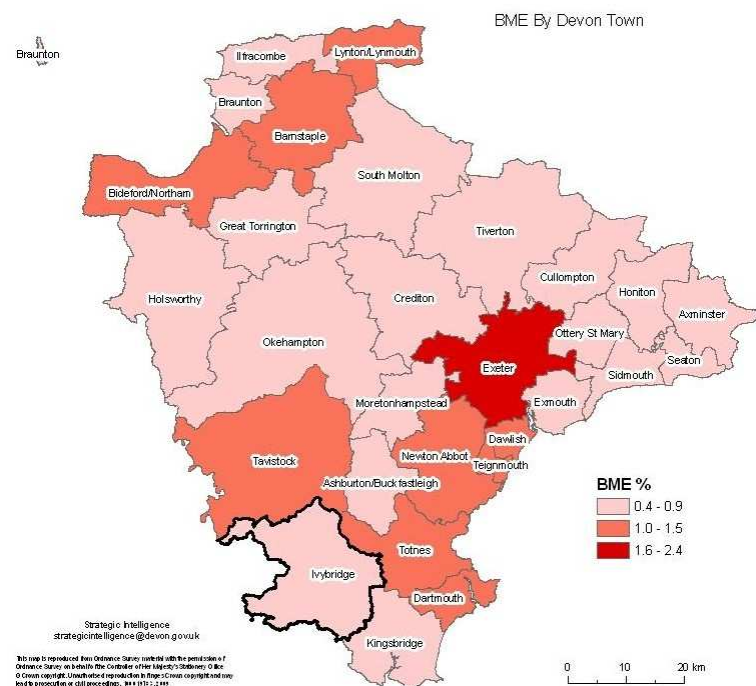 BME By Devon Town
Braunton
Ilfracombe
Lynton/Lynmouth
Braunton
Barnstaple
South Molton
Bideford/Northam
Great Torrington
Tiverton
Cullompton
Holsworthy
Crediton
Honiton
Axminster
Okehampton
Ottery St Mary
Exeter
Seaton
Sidmouth
Moretonhampstead
Exmouth
Dawlish
Newton Abbot
Teignmouth
Tavistock
Ashburton/Buckfastleigh
BME %
0.4 - 0.9
1.0 - 1.5
1.6 - 2.4
Totnes
Ivybridge
Dartmouth
Kingsbridge
Strategic Intelligence
strategicintelligence@devon.gov.uk
This map is reproduced from Ordnance Survey material with the permission of
Ordnance Survey on behalf of the Controller of Her Majesty's Stationery Office
© Crown copyright. Unauthorised reproduction infringes Crown copyright and may
lead to prosecution or civil proceedings.
0 10 20 km